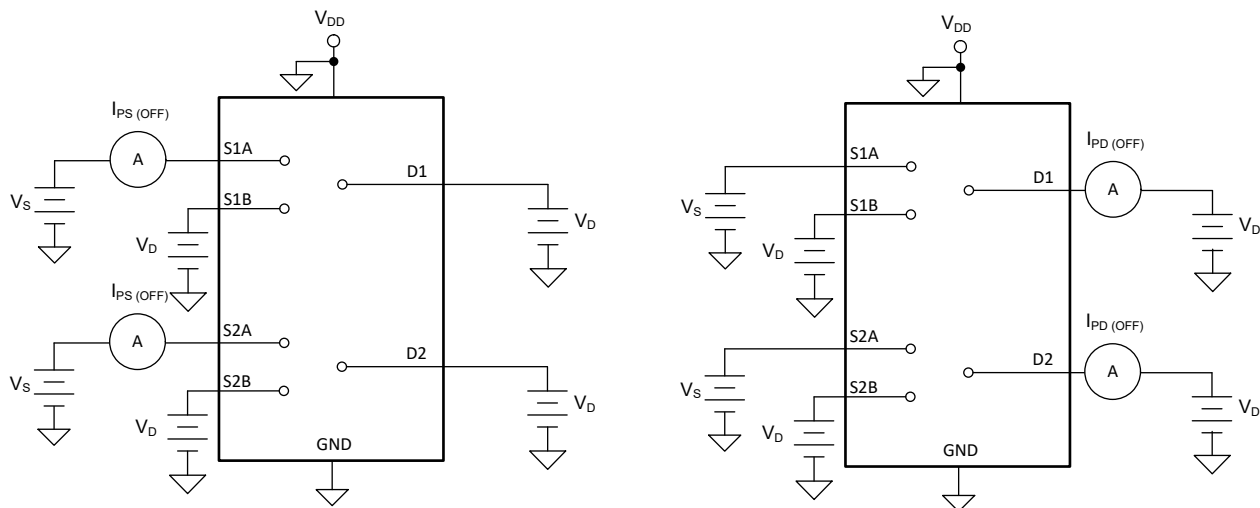 VDD
IPS (OFF)
A
S1A
D1
S1B
VS
VD
VD
IPS (OFF)
A
S2A
D2
S2B
VS
VD
VD
GND
VDD
IPD (OFF)
S1A
D1
A
S1B
VS
VD
VD
IPD (OFF)
S2A
D2
A
S2B
VS
VD
VD
GND